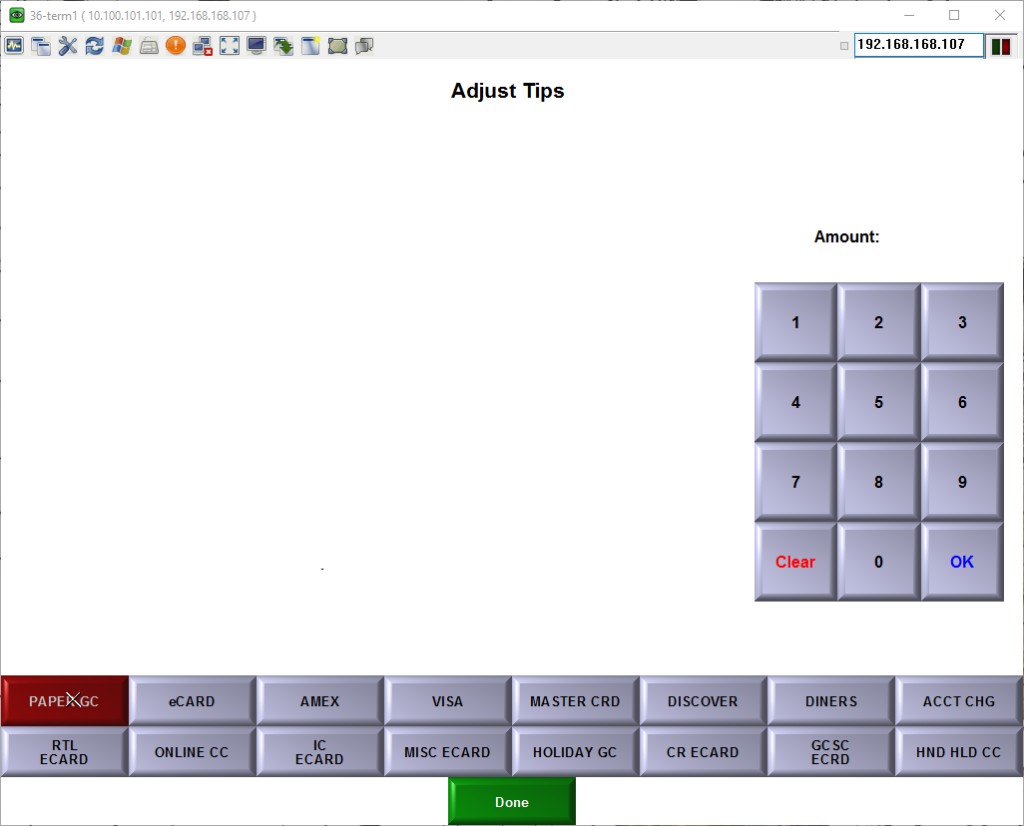 36-term1 ( 10.100.101.101, 192.168.168.107 )
192.168.168.107
Adjust Tips
Amount:
1 2 3
4 5 6
7 8 9
Clear 0 OK
PAPER GC eCARD AMEX VISA MASTER CRD DISCOVER DINERS ACCT CHG
RTL ECARD ONLINE CC IC ECARD MISC ECARD HOLIDAY GC CR ECARD GC SC ECRD HND HLD CC
Done